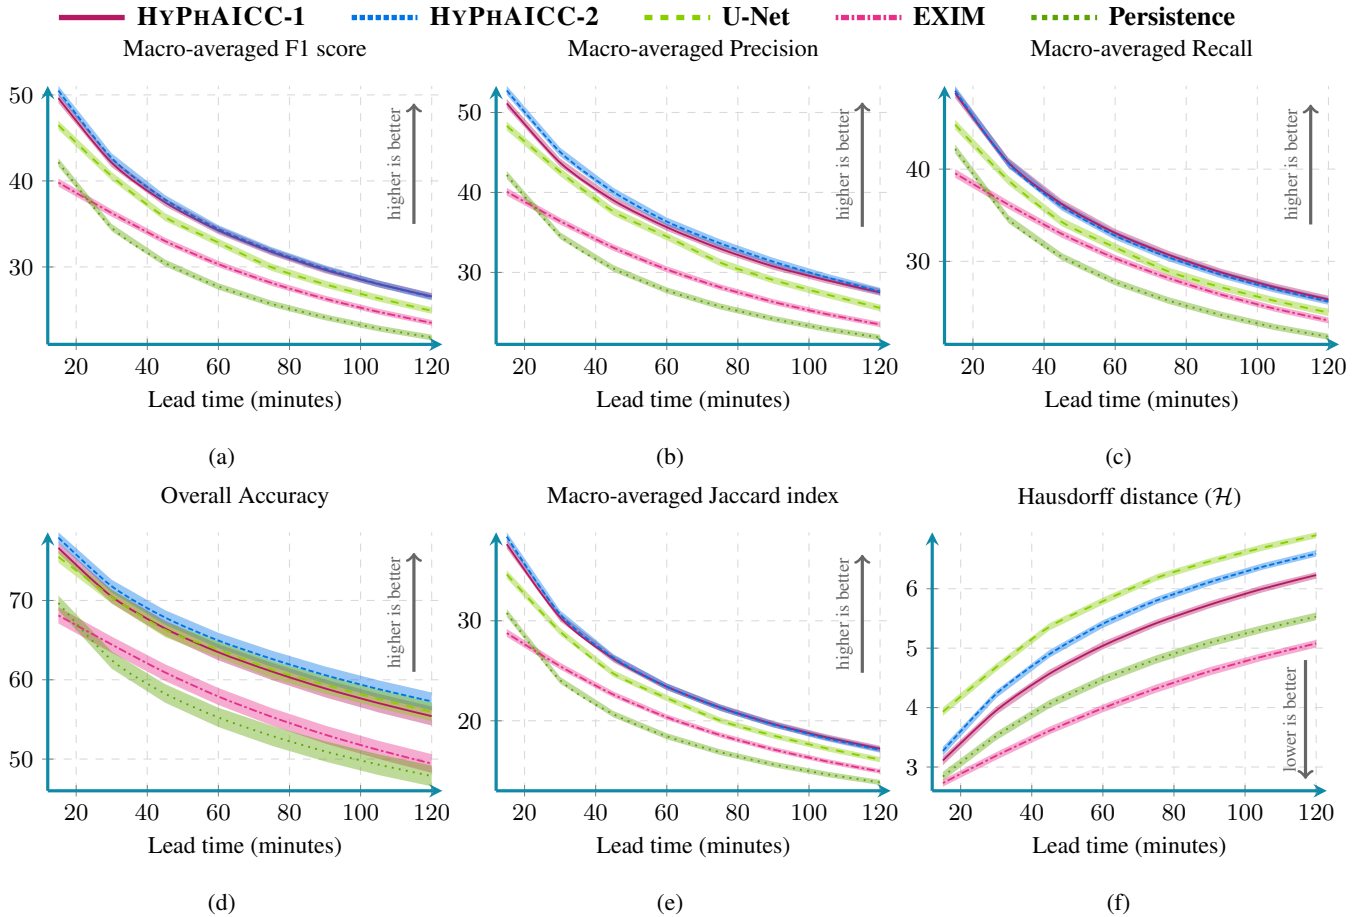 HYPHAICC-1 HYPHAICC-2 U-Net EXIM Persistence
Macro-averaged F1 score
50
40
30
higher is better
20 40 60 80 100 120
Lead time (minutes)
(a)
Macro-averaged Precision
50
40
30
higher is better
20 40 60 80 100 120
Lead time (minutes)
(b)
Macro-averaged Recall
40
30
higher is better
20 40 60 80 100 120
Lead time (minutes)
(c)
Overall Accuracy
70
60
50
higher is better
20 40 60 80 100 120
Lead time (minutes)
(d)
Macro-averaged Jaccard index
30
20
higher is better
20 40 60 80 100 120
Lead time (minutes)
(e)
Hausdorff distance (ℋ)
6
5
4
3
lower is better
20 40 60 80 100 120
Lead time (minutes)
(f)